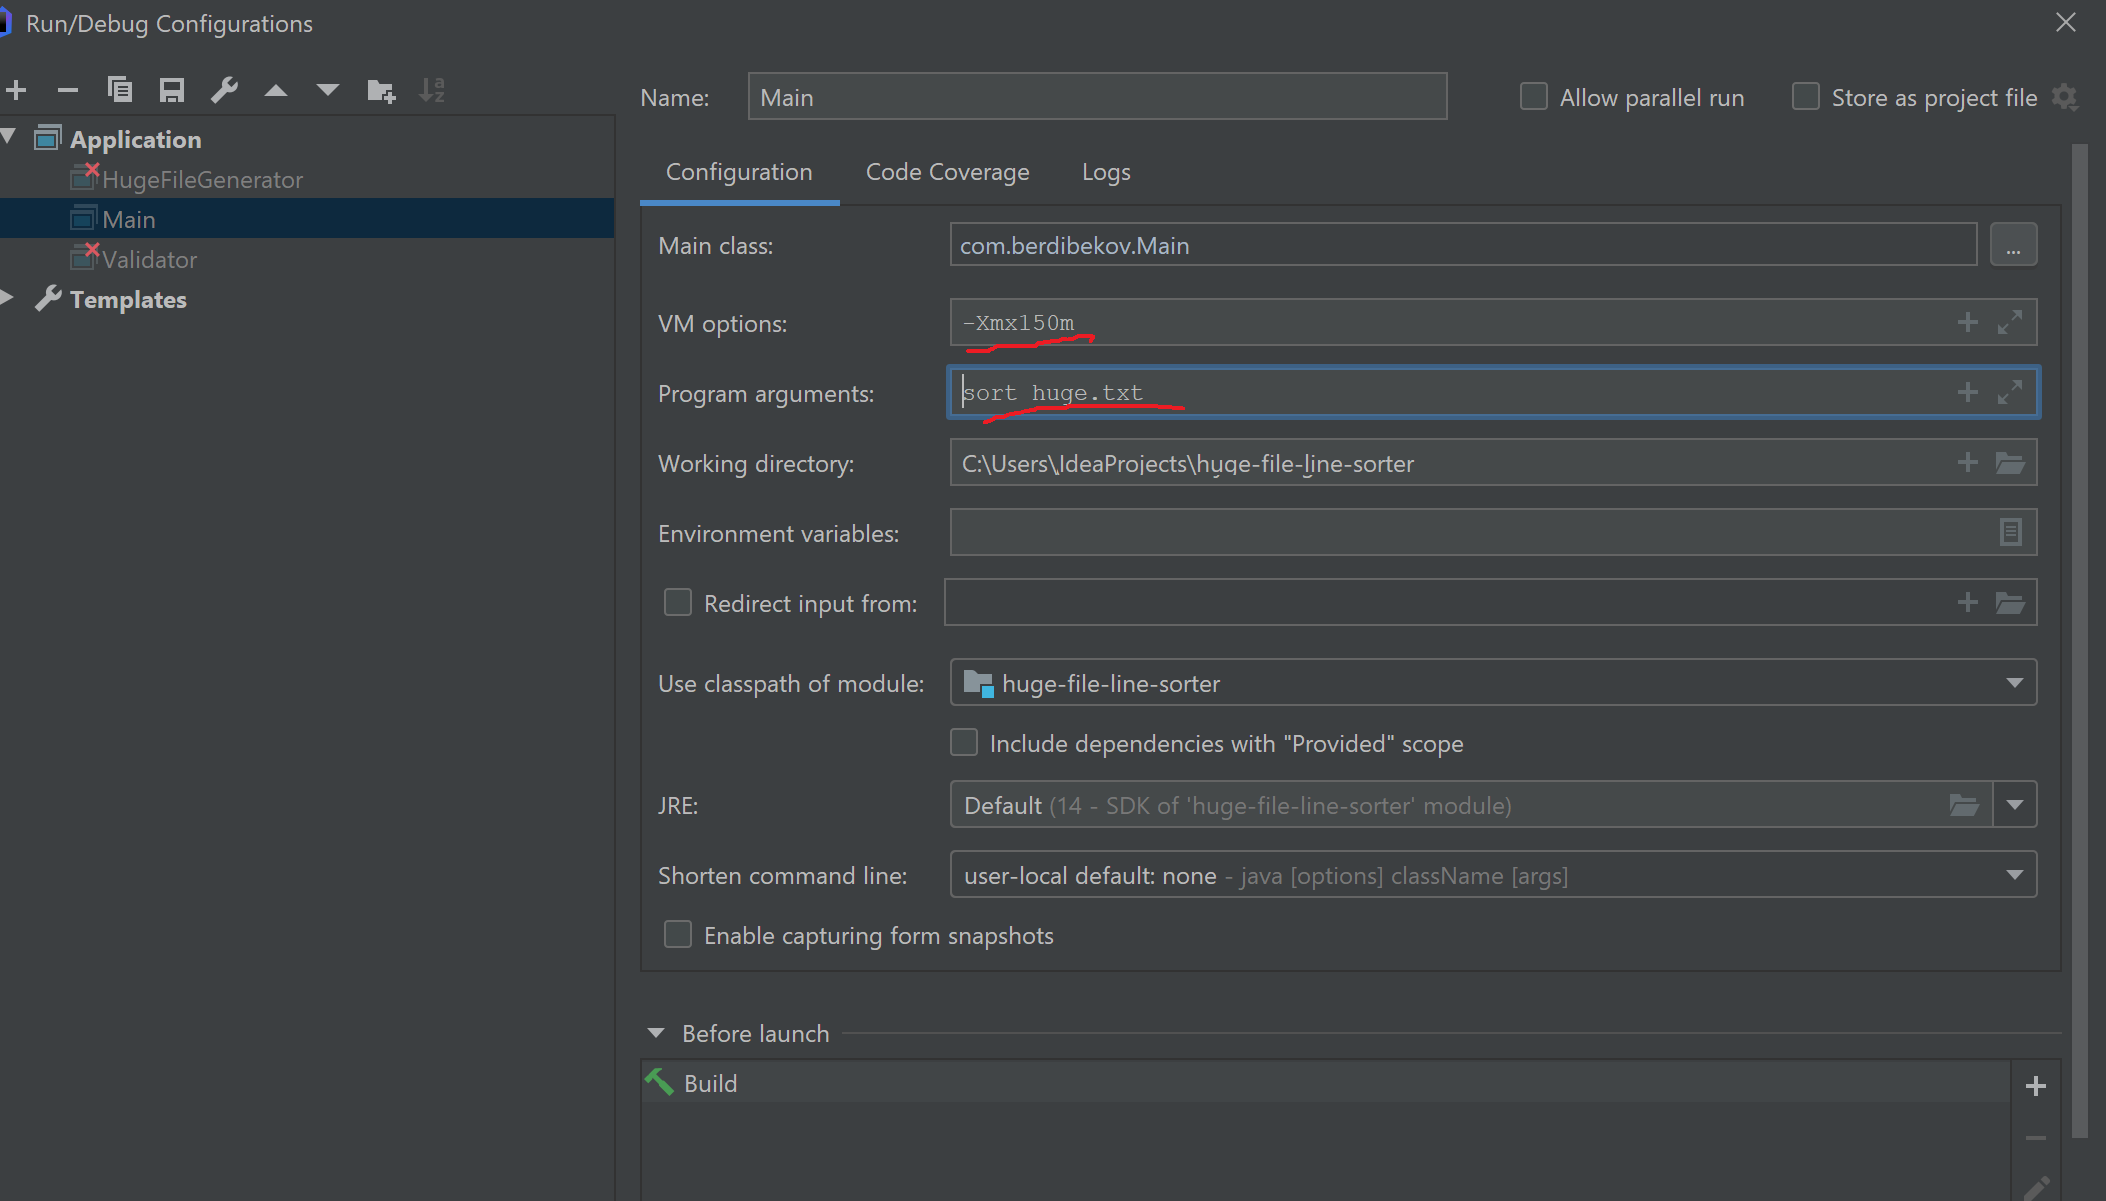 Run/Debug Configurations
Application
HugeFileGenerator
Main
Validator
Templates
Name: Main Allow parallel run Store as project file
Configuration Code Coverage Logs
Main class: com.berdibekov.Main ...
VM options: -Xmx150m
Program arguments: sort huge.txt
Working directory: C:\Users\IdeaProjects\huge-file-line-sorter
Environment variables:
Redirect input from:
Use classpath of module: huge-file-line-sorter
Include dependencies with "Provided" scope
JRE: Default (14 - SDK of 'huge-file-line-sorter' module)
Shorten command line: user-local default: none - java [options] className [args]
Enable capturing form snapshots
Before launch
Build